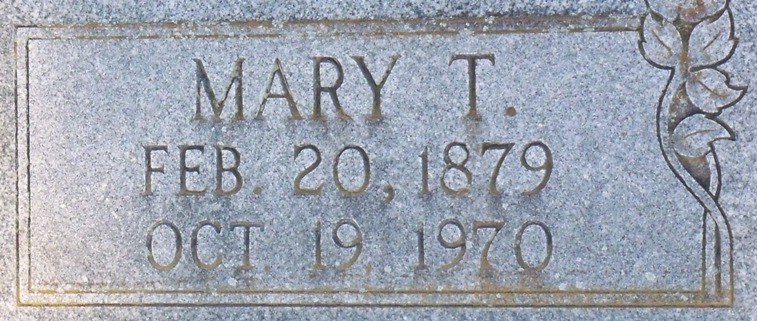 MARY T.
FEB. 20, 1879
OCT. 19, 1970